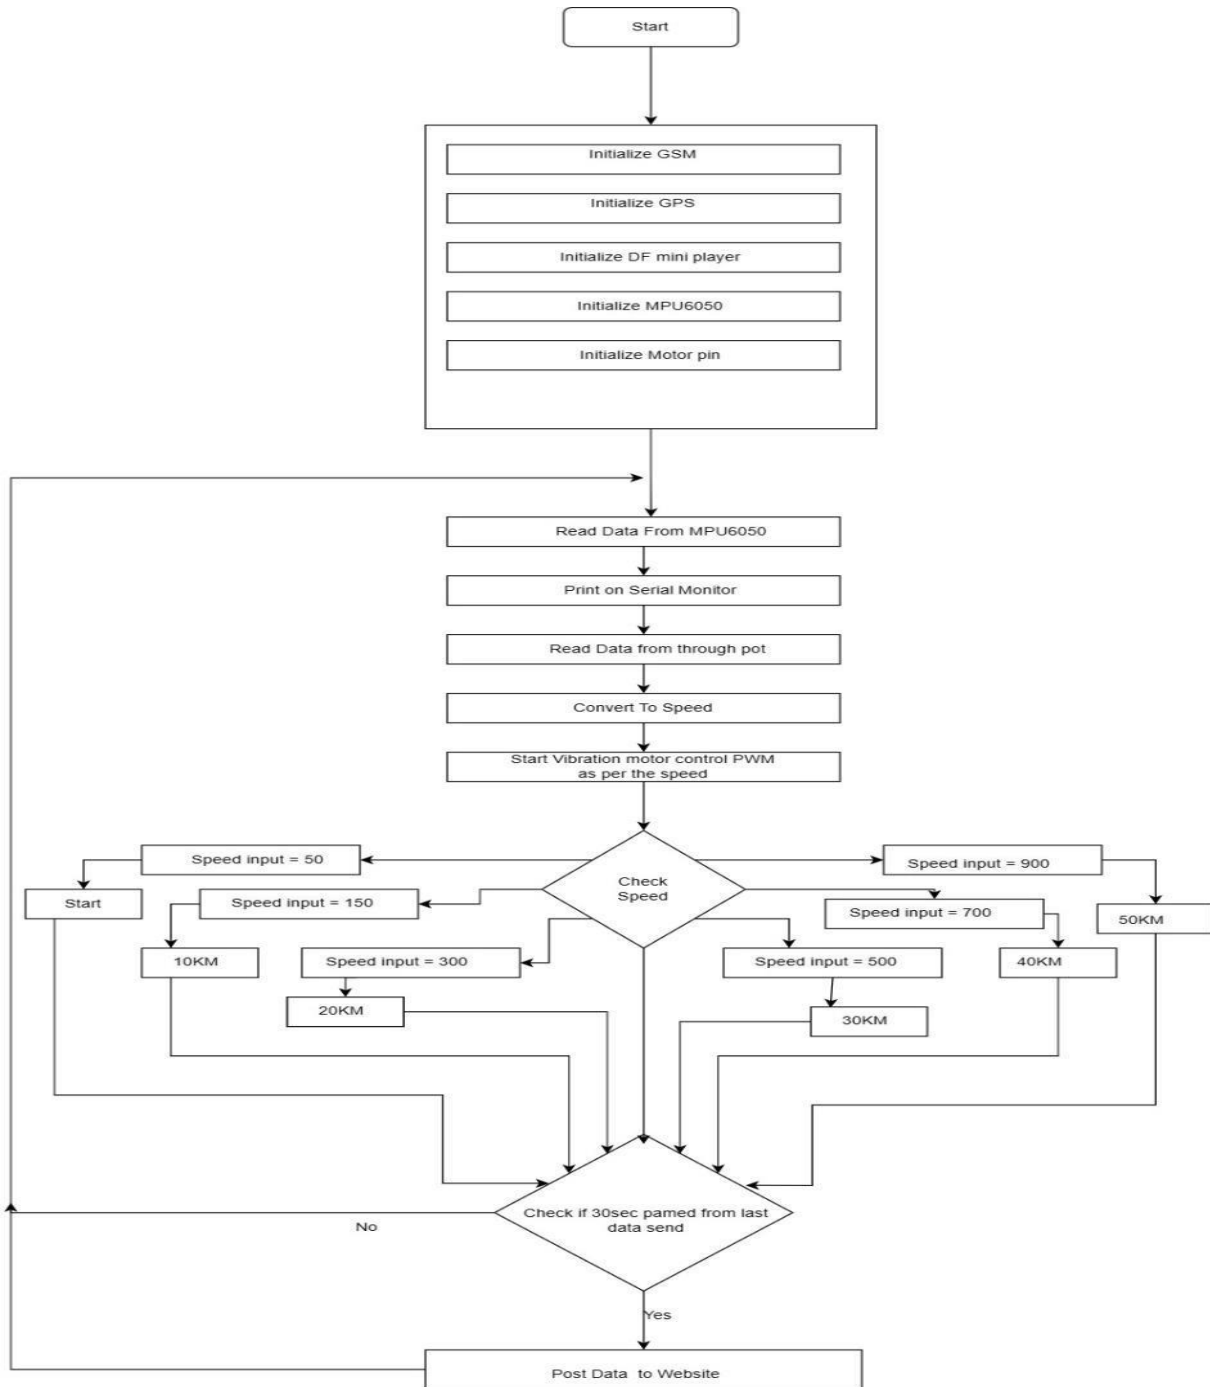 Start
Initialize GSM
Initialize GPS
Initialize DF mini player
Initialize MPU6050
Initialize Motor pin
Read Data From MPU6050
Print on Serial Monitor
Read Data from through pot
Convert To Speed
Start Vibration motor control PWM
as per the speed
Check
Speed
Speed input = 50
Start
Speed input = 150
10KM
Speed input = 300
20KM
Speed input = 500
30KM
Speed input = 700
40KM
Speed input = 900
50KM
Check if 30sec pamed from last
data send
No
Yes
Post Data to Website